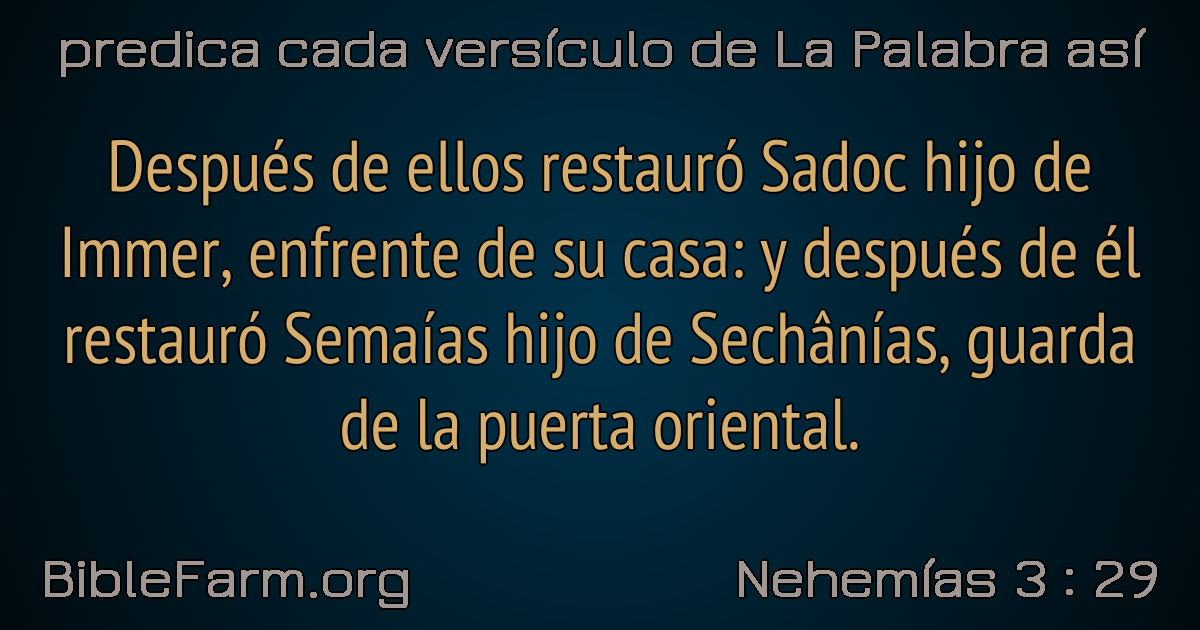 predica cada versículo de La Palabra así
Después de ellos restauró Sadoc hijo de
Immer, enfrente de su casa: y después de él
restauró Semaías hijo de Sechânías, guarda
de la puerta oriental.
BibleFarm.org
Nehemías 3 : 29